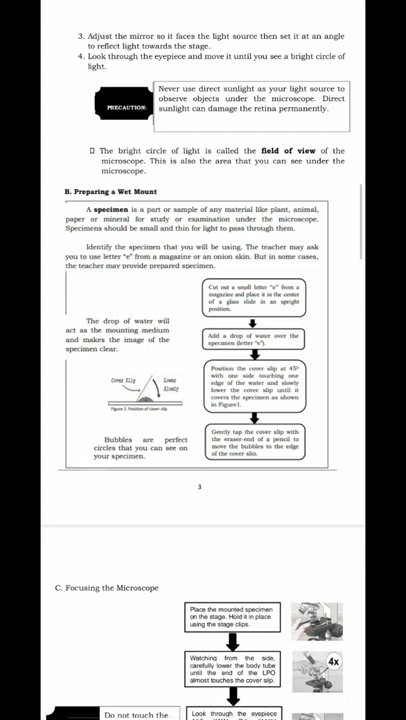 3. Adjust the mirror so it faces the light source then set it at an angle
to reflect light towards the stage.
4. Look through the eyepiece and move it until you see a bright circle of
light.
PRECAUTION:
Never use direct sunlight as your light source to
observe objects under the microscope. Direct
sunlight can damage the retina permanently.
The bright circle of light is called the field of view of the
microscope. This is also the area that you can see under the
microscope.
B. Preparing a Wet Mount
A specimen is a part or sample of any material like plant, animal,
paper or mineral for study or examination under the microscope.
Specimens should be small and thin for light to pass through them.
Identify the specimen that you will be using. The teacher may ask
you to use letter “e” from a magazine or an onion skin. But in some cases,
the teacher may provide prepared specimen.
Cut out a small letter “e” from a
magazine and place it in the center
of a glass slide in an upright
position.
The drop of water will
act as the mounting medium
and makes the image of the
specimen clear.
Add a drop of water over the
specimen (letter “e”).
Position the cover slip at 45º
with one side touching one
edge of the water and slowly
lower the cover slip until it
covers the specimen as shown
in Figure1.
Cover Slip
Lower
Slowly
Figure 2. Position of cover slip
Bubbles are perfect
circles that you can see on
your specimen.
Gently tap the cover slip with
the eraser-end of a pencil to
move the bubbles to the edge
of the cover slip.
3
C. Focusing the Microscope
Place the mounted specimen
on the stage. Hold it in place
using the stage clips.
Watching from the side,
carefully lower the body tube
until the end of the LPO
almost touches the cover slip.
4x
Do not touch the
Look through the eyepiece